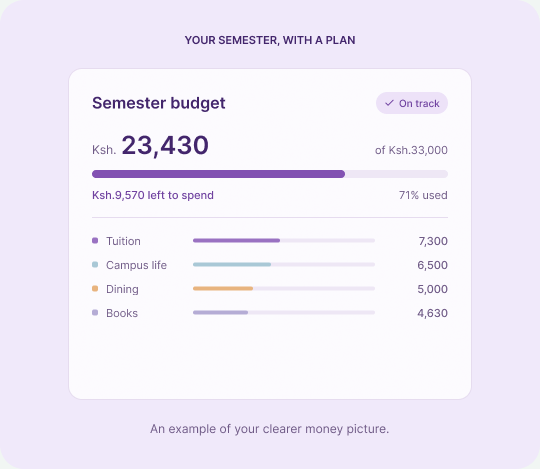 YOUR SEMESTER, WITH A PLAN
Semester budget
On track
Ksh. 23,430
of Ksh.33,000
Ksh.9,570 left to spend
71% used
Tuition 7,300
Campus life 6,500
Dining 5,000
Books 4,630
An example of your clearer money picture.